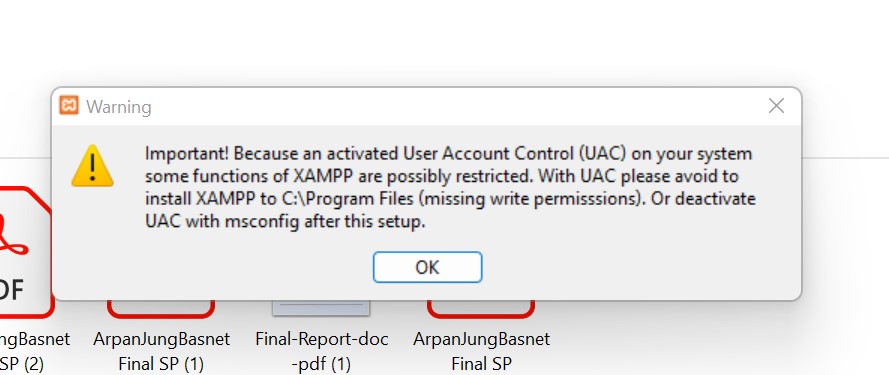 Warning
Important! Because an activated User Account Control (UAC) on your system
some functions of XAMPP are possibly restricted. With UAC please avoid to
install XAMPP to C:\Program Files (missing write permisssions). Or deactivate
UAC with msconfig after this setup.
OK
DF
ngBasnet
SP (2)
ArpanJungBasnet
Final SP (1)
Final-Report-doc
-pdf (1)
ArpanJungBasnet
Final SP